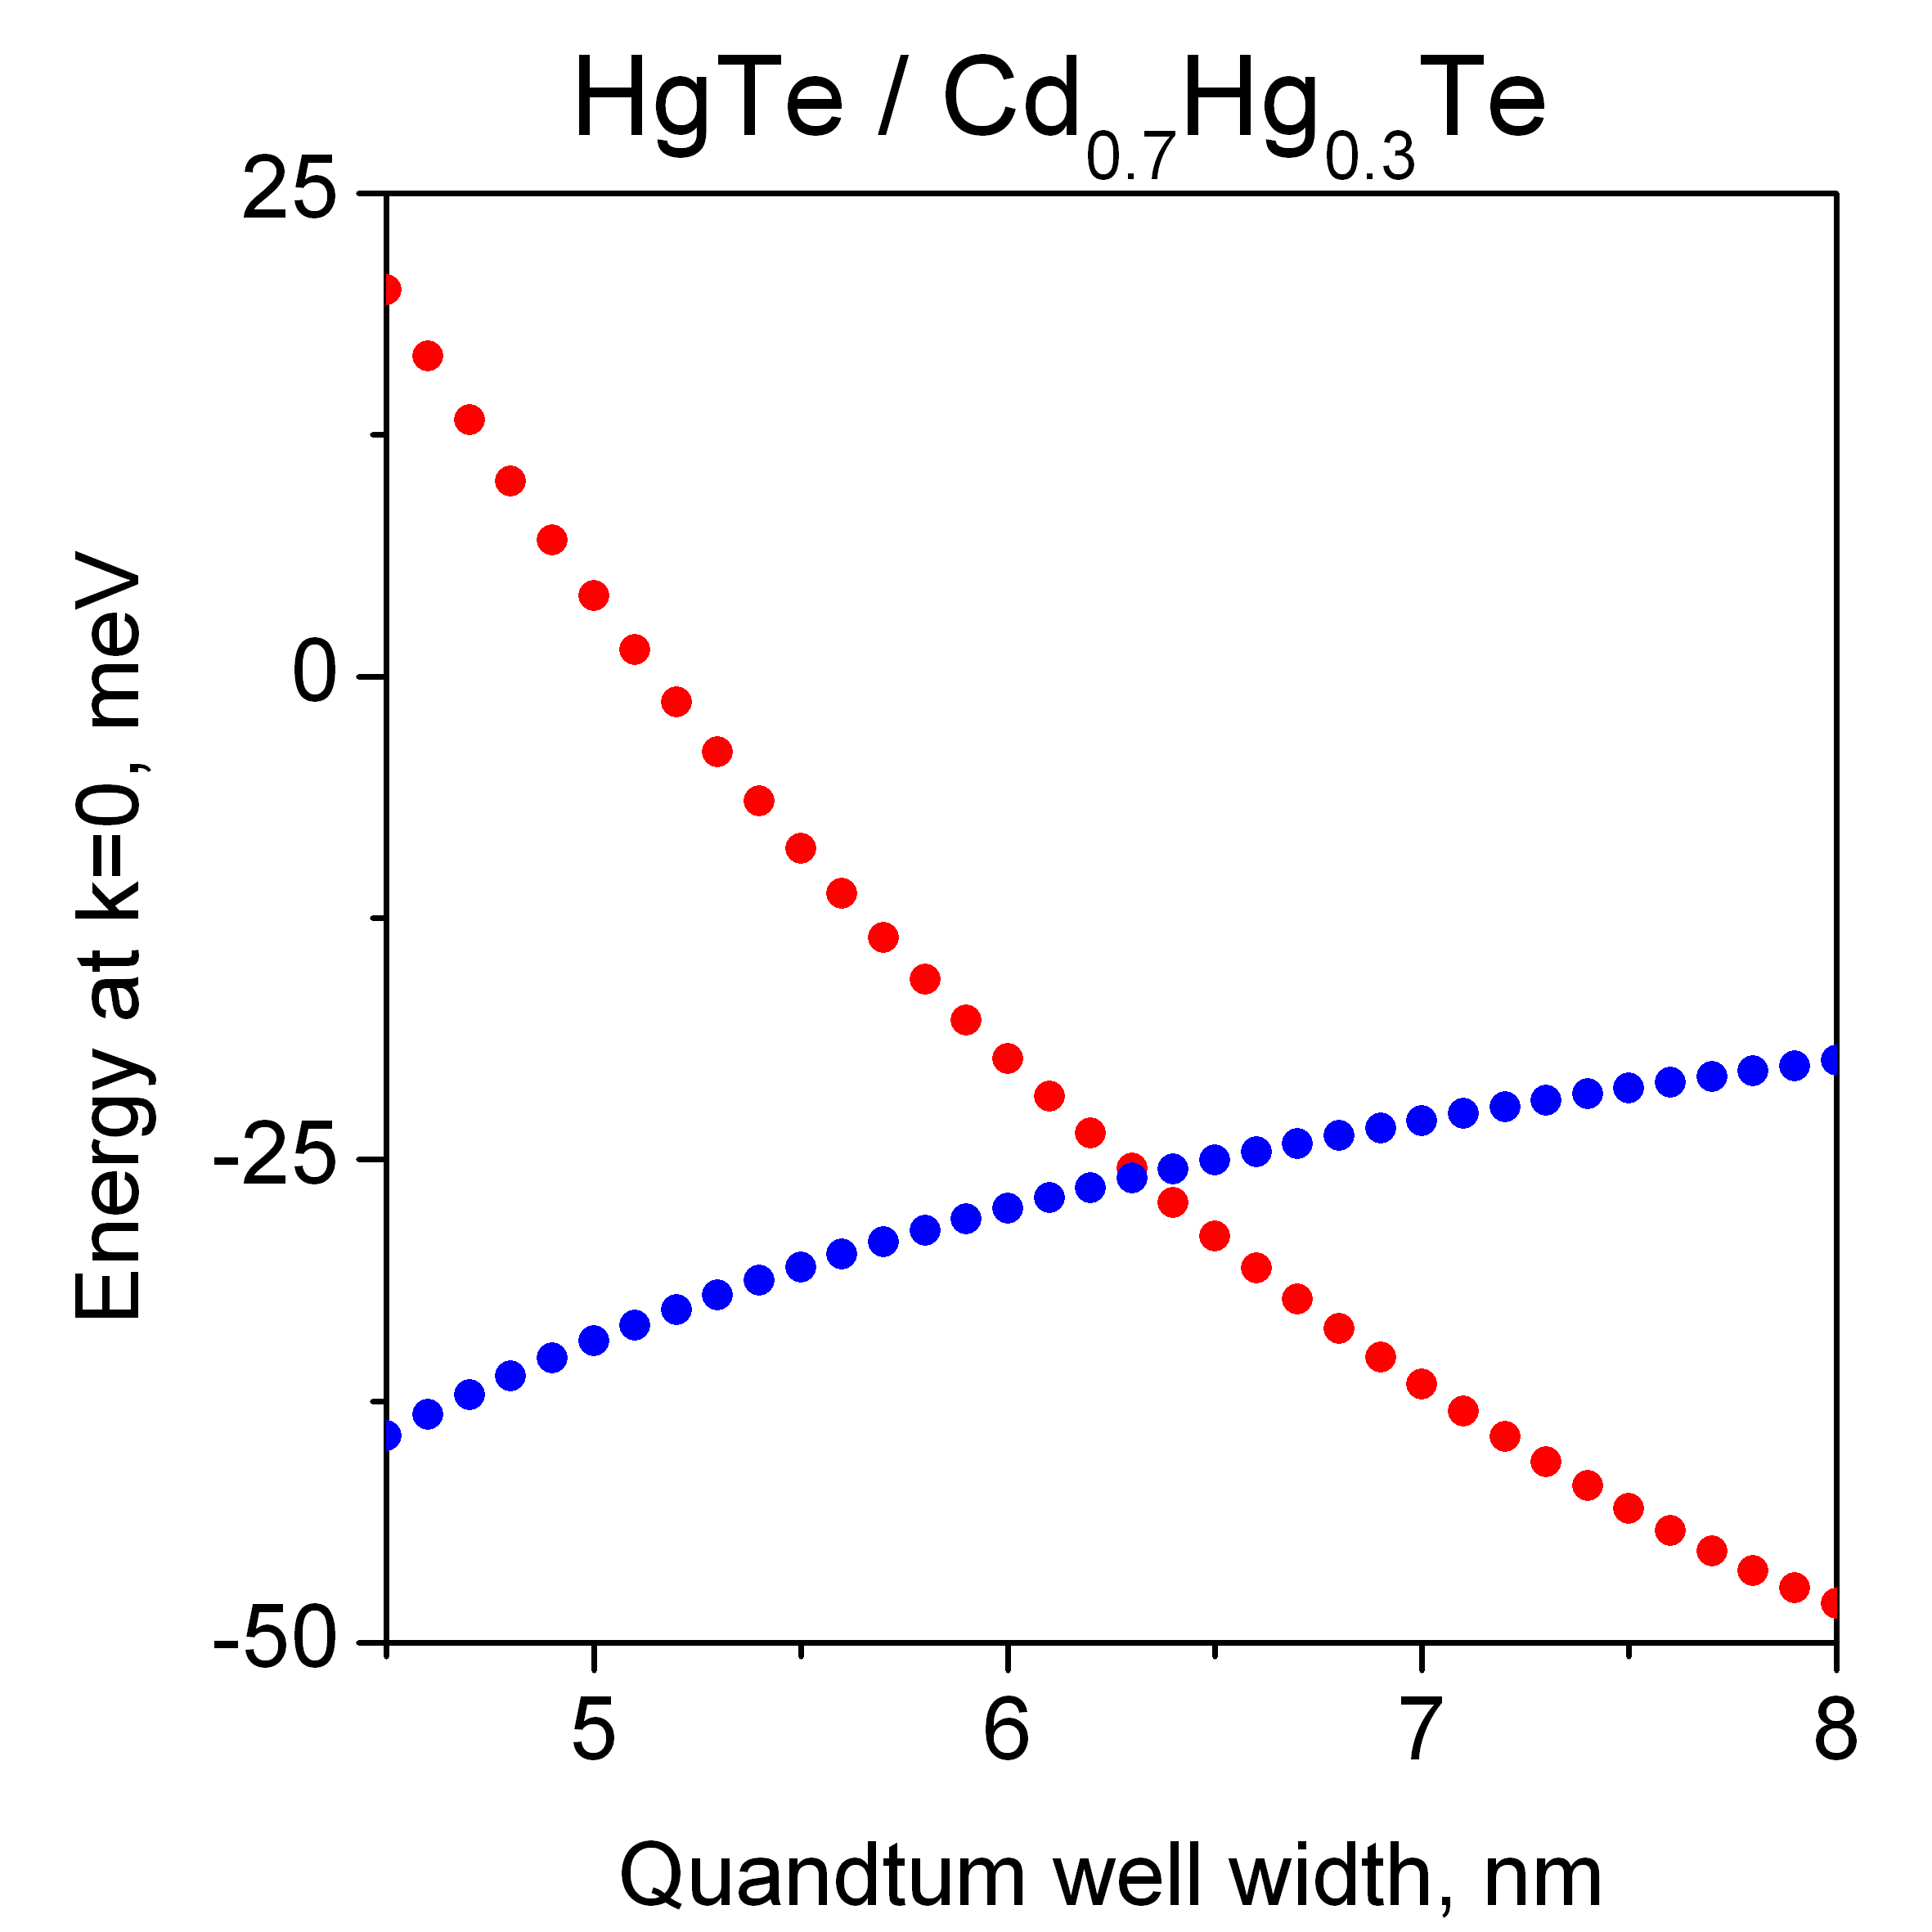 HgTe / Cd0.7Hg0.3Te
25
0
-25
-50
Energy at k=0, meV
5 6 7 8
Quandtum well width, nm